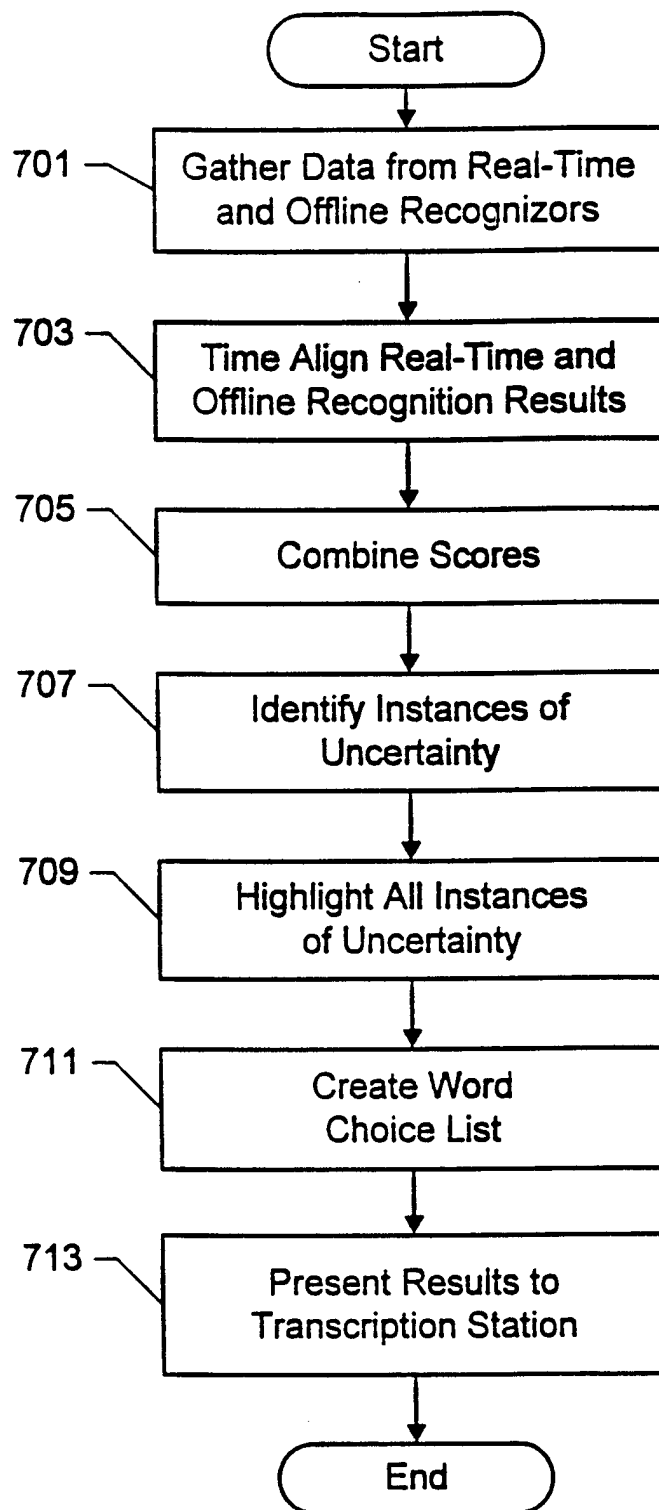 Start
701
Gather Data from Real-Time
and Offline Recognizors
703
Time Align Real-Time and
Offline Recognition Results
705
Combine Scores
707
Identify Instances of
Uncertainty
709
Highlight All Instances
of Uncertainty
711
Create Word
Choice List
713
Present Results to
Transcription Station
End